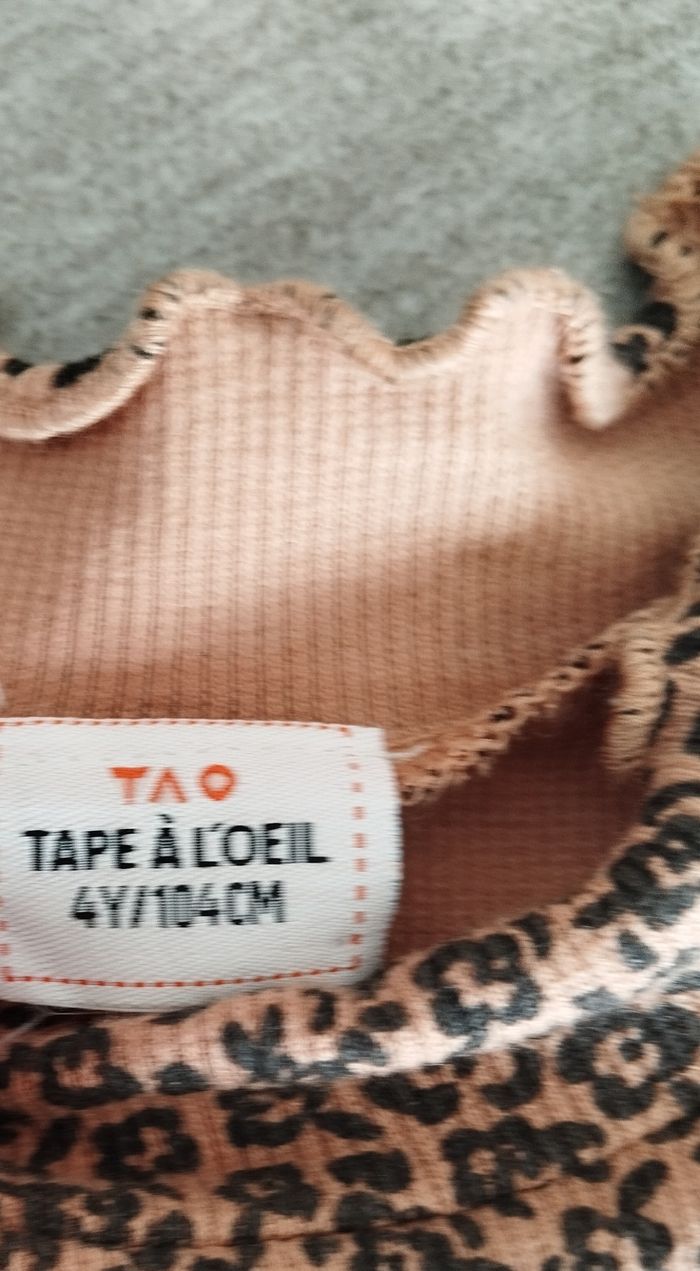 TAO
TAPE À L'OEIL
4Y/104CM